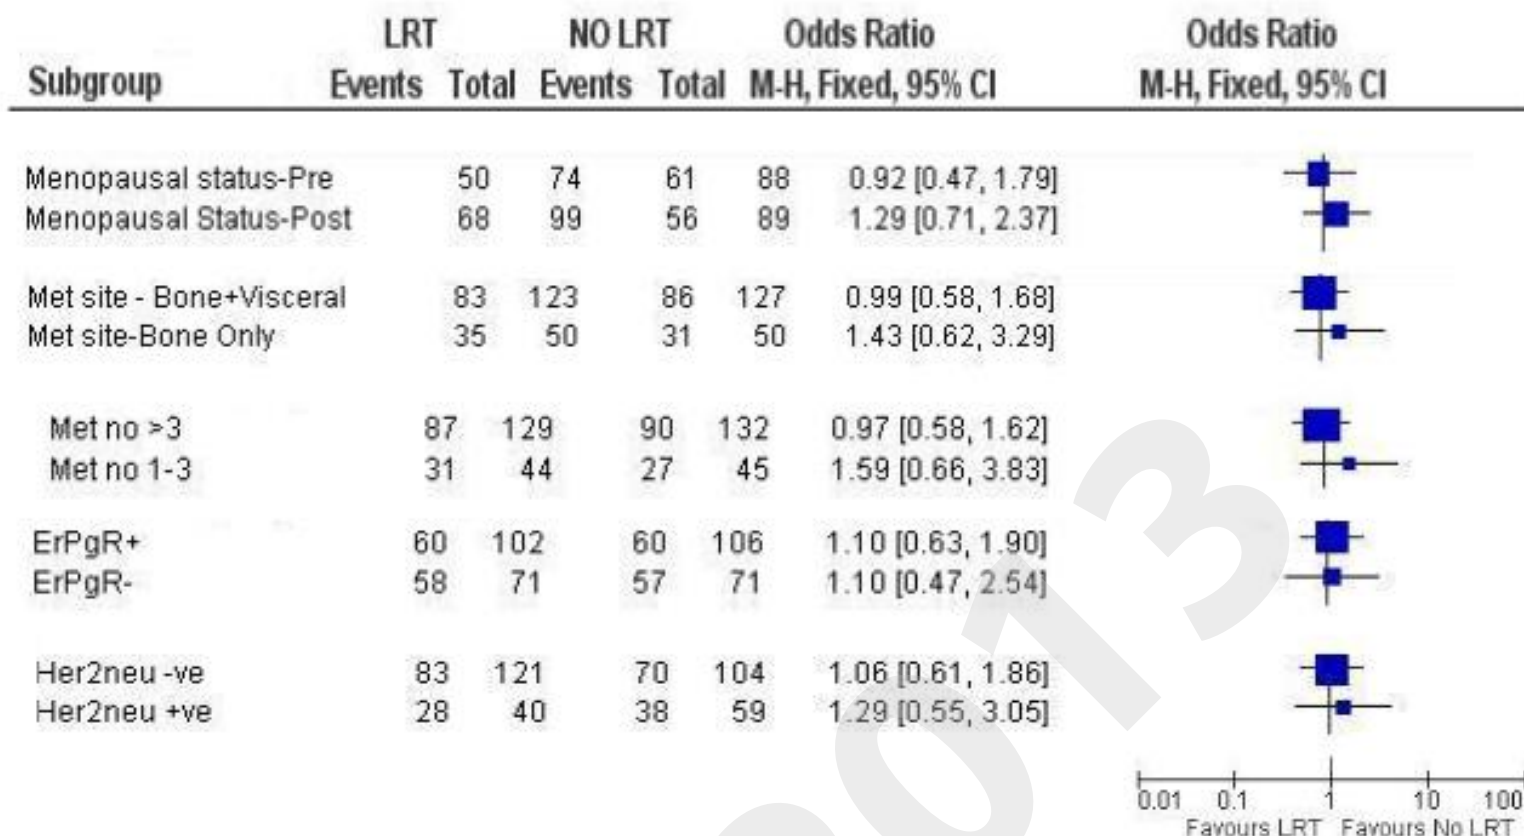 LRT NO LRT Odds Ratio Odds Ratio
Subgroup Events Total Events Total M-H, Fixed, 95% CI M-H, Fixed, 95% CI
Menopausal status-Pre 50 74 61 88 0.92 [0.47, 1.79]
Menopausal Status-Post 68 99 56 89 1.29 [0.71, 2.37]
Met site - Bone+Visceral 83 123 86 127 0.99 [0.58, 1.68]
Met site-Bone Only 35 50 31 50 1.43 [0.62, 3.29]
Met no >3 87 129 90 132 0.97 [0.58, 1.62]
Met no 1-3 31 44 27 45 1.59 [0.66, 3.83]
ErPgR+ 60 102 60 106 1.10 [0.63, 1.90]
ErPgR- 58 71 57 71 1.10 [0.47, 2.54]
Her2neu -ve 83 121 70 104 1.06 [0.61, 1.86]
Her2neu +ve 28 40 38 59 1.29 [0.55, 3.05]
0.01 0.1 1 10 100
Favours LRT Favours No LRT
2013